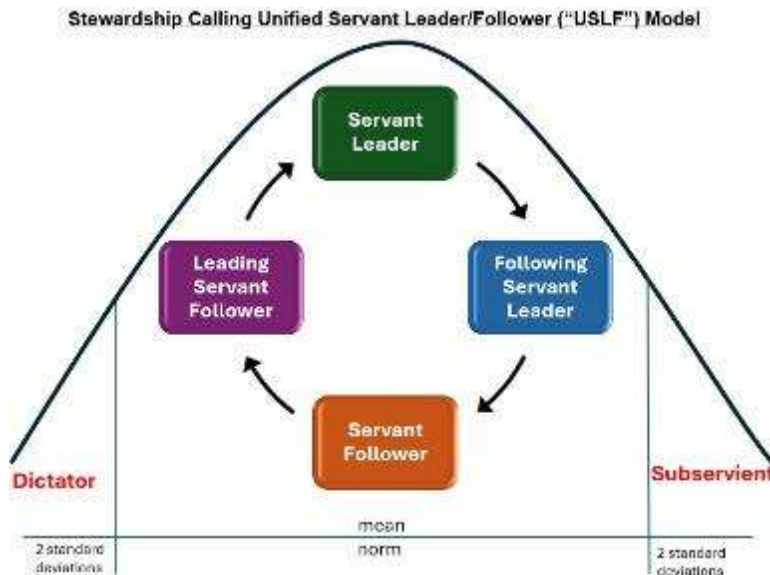 Stewardship Calling Unified Servant Leader/Follower ("USLF") Model
Servant
Leader
Leading
Servant
Follower
Following
Servant
Leader
Servant
Follower
Dictator
Subservient
mean
norm
2 standard
deviations
2 standard
deviations